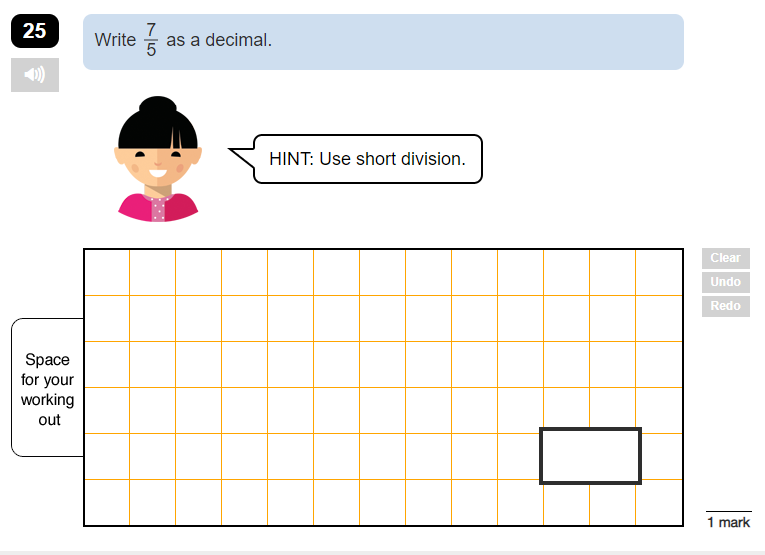 25
Write 7/5 as a decimal.
HINT: Use short division.
Clear
Undo
Redo
Space
for your
working
out
1 mark